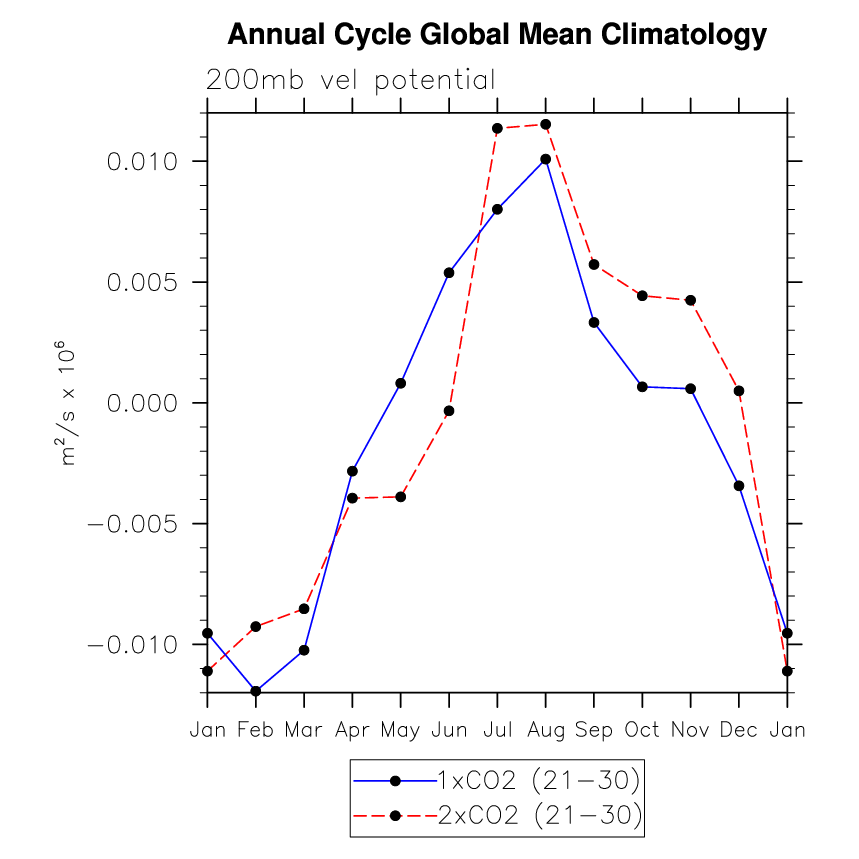 Annual Cycle Global Mean Climatology
200mb vel potential
0.010
0.005
0.000
−0.005
−0.010
m²/s x 10⁶
Jan Feb Mar Apr May Jun Jul Aug Sep Oct Nov Dec Jan
1xCO2 (21−30)
2xCO2 (21−30)